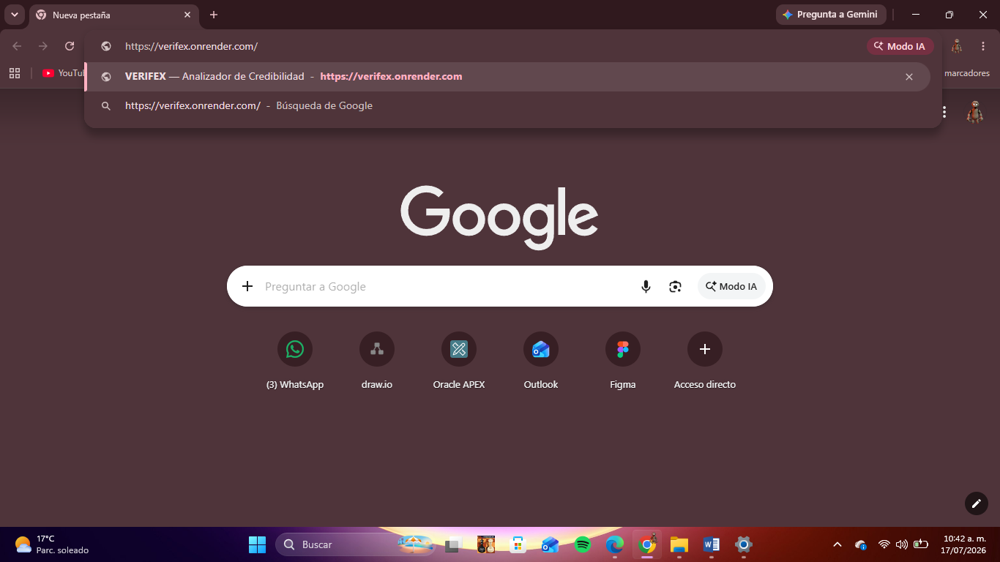 Nueva pestaña
Pregunta a Gemini
https://verifex.onrender.com/
Modo IA
YouTu
VERIFEX — Analizador de Credibilidad - https://verifex.onrender.com
marcadores
https://verifex.onrender.com/ - Búsqueda de Google
Google
Preguntar a Google
Modo IA
(3) WhatsApp
draw.io
Oracle APEX
Outlook
Figma
Acceso directo
17°C
Parc. soleado
Buscar
10:42 a. m.
17/07/2026